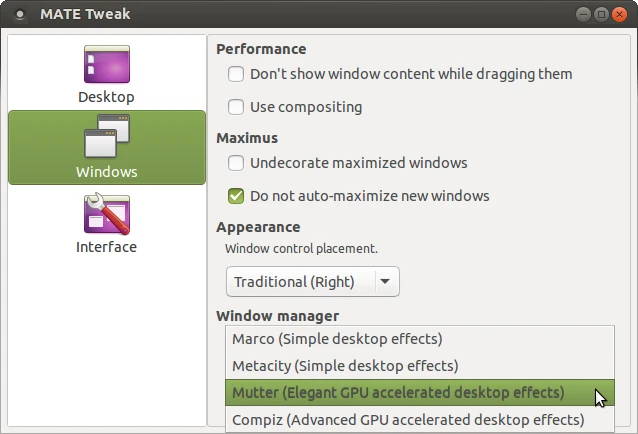 MATE Tweak
Desktop
Windows
Interface
Performance
Don't show window content while dragging them
Use compositing
Maximus
Undecorate maximized windows
Do not auto-maximize new windows
Appearance
Window control placement.
Traditional (Right)
Window manager
Marco (Simple desktop effects)
Metacity (Simple desktop effects)
Mutter (Elegant GPU accelerated desktop effects)
Compiz (Advanced GPU accelerated desktop effects)